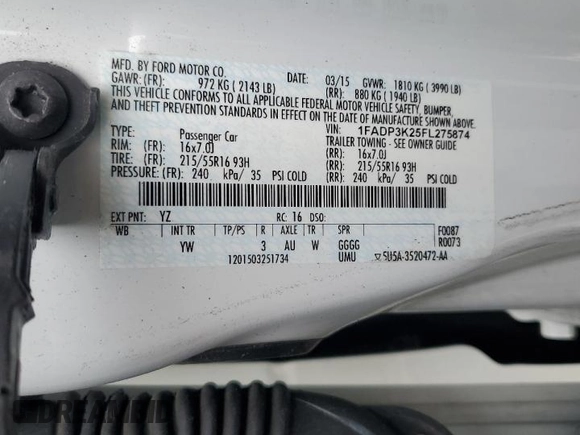 MFD. BY FORD MOTOR CO.
DATE: 03/15 GVWR: 1810 KG ( 3990 LB)
GAWR:(FR): 972 KG ( 2143 LB) (RR): 880 KG ( 1940 LB)
THIS VEHICLE CONFORMS TO ALL APPLICABLE FEDERAL MOTOR VEHICLE SAFETY, BUMPER,
AND THEFT PREVENTION STANDARDS IN EFFECT ON THE DATE OF MANUFACTURE SHOWN ABOVE.
VIN: 1FADP3K25FL275874
TYPE: Passenger Car TRAILER TOWING - SEE OWNER GUIDE
RIM: (FR) 16x7.0J (RR) 16x7.0J
TIRE: (FR) 215/55R16 93H (RR) 215/55R16 93H
PRESSURE: (FR) 240 kPa/ 35 PSI COLD (RR) 240 kPa/ 35 PSI COLD
EXT PNT: YZ RC: 16 DSO:
WB INT TR TP/PS R AXLE TR SPR F0087
YW 3 AU W GGGG R0073
1201503251734 UMU ▽5U5A-3520472-AA
EDREAMBID